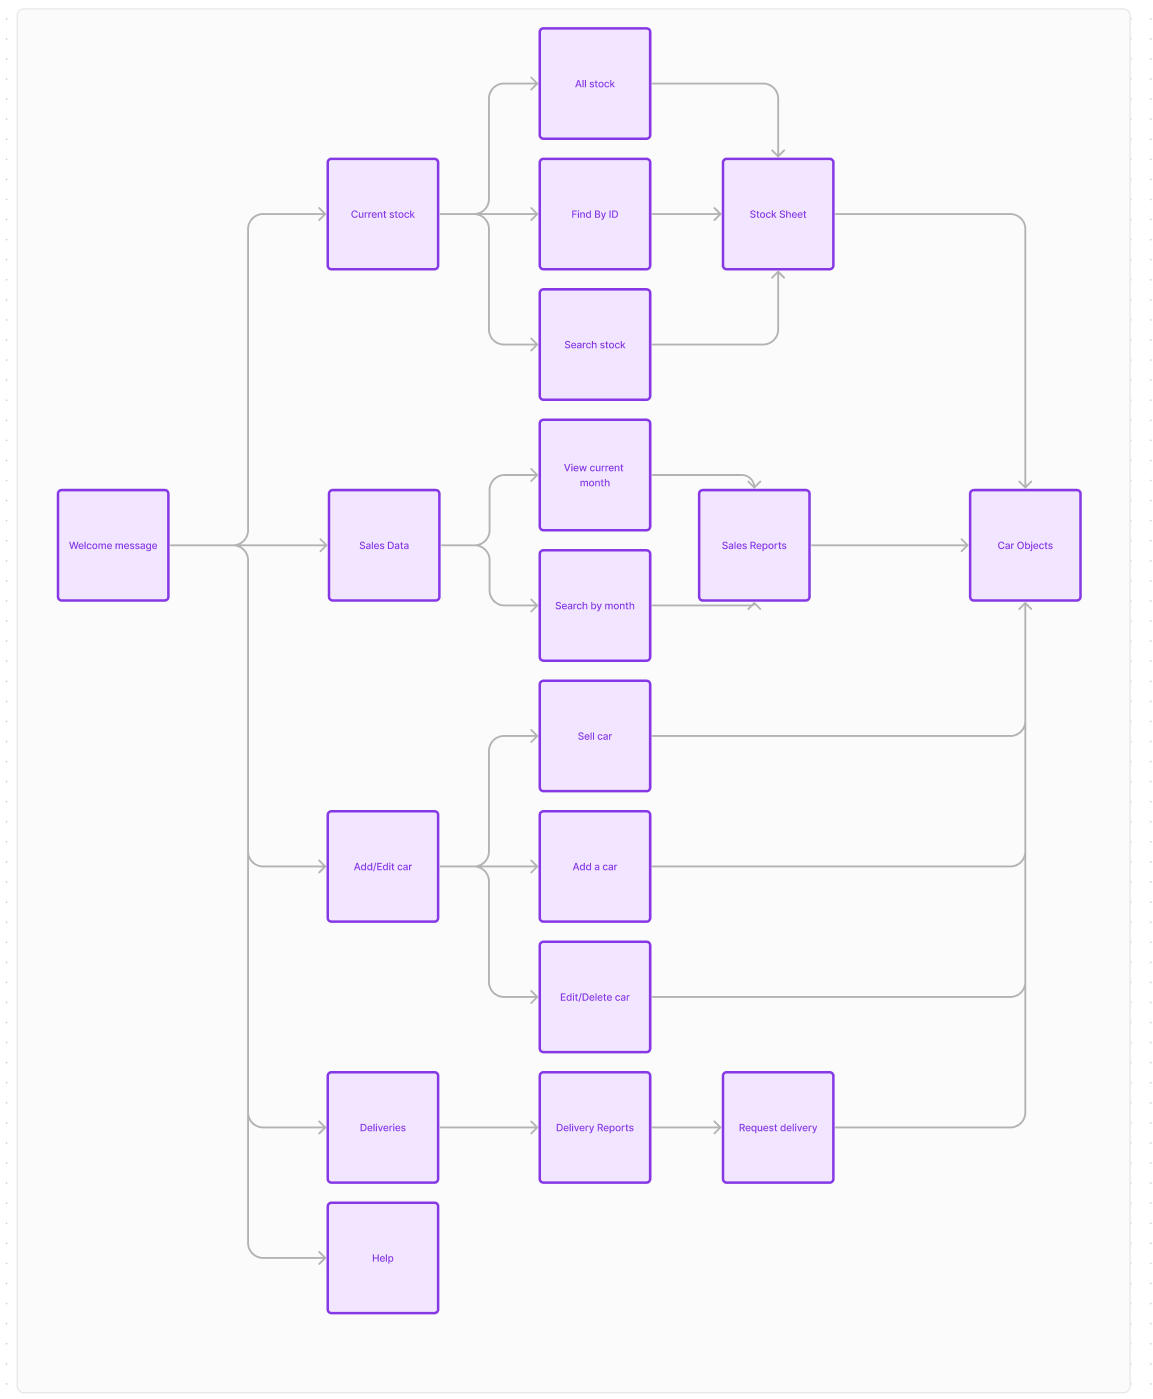 All stock
Current stock
Find By ID
Stock Sheet
Search stock
View current
month
Welcome message
Sales Data
Sales Reports
Car Objects
Search by month
Sell car
Add/Edit car
Add a car
Edit/Delete car
Deliveries
Delivery Reports
Request delivery
Help